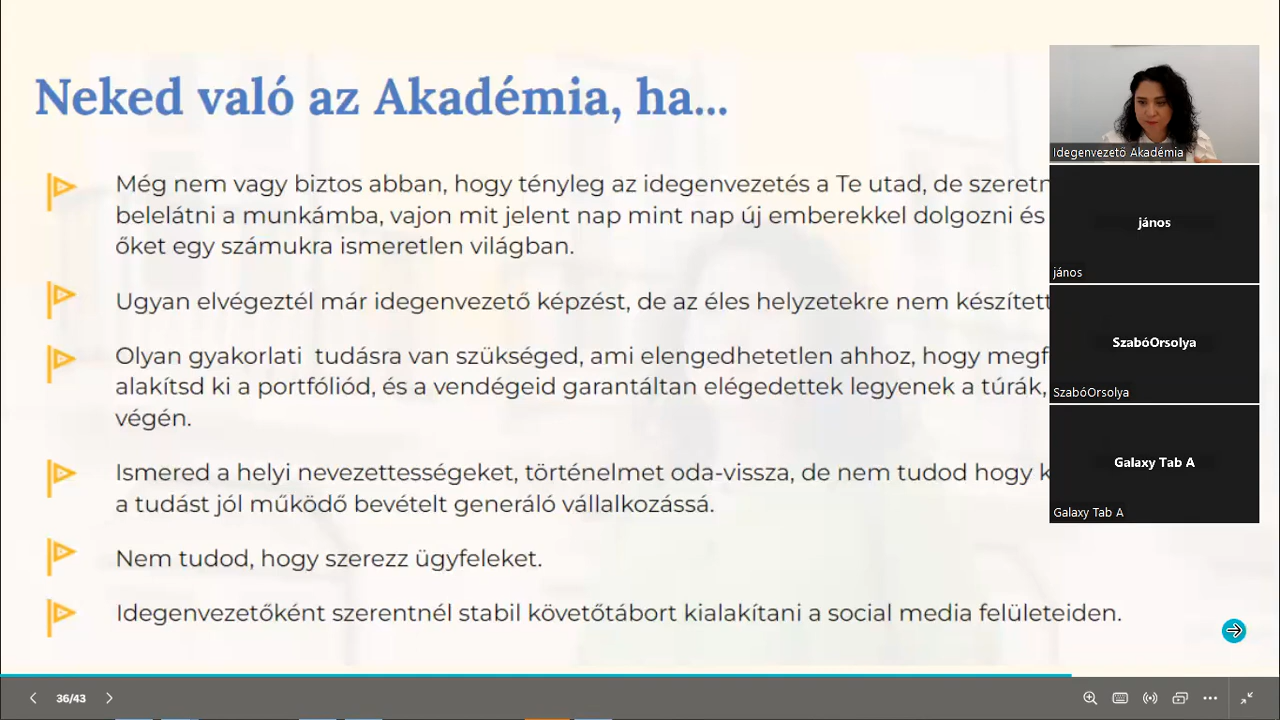 Neked való az Akadémia, ha...
Még nem vagy biztos abban, hogy tényleg az idegenvezetés a Te utad, de
belelátni a munkámba, vajon mit jelent nap mint nap új emberekkel dolgozni és
őket egy számukra ismeretlen világban.
Ugyan elvégeztél már idegenvezető képzést, de az éles helyzetekre nem
Olyan gyakorlati tudásra van szükséged, ami elengedhetetlen ahhoz, hogy
alakítsd ki a portfóliód, és a vendégeid garantáltan elégedettek legyenek a túrák,
végén.
Ismered a helyi nevezettességeket, történelmet oda-vissza, de nem tudod hogy
a tudást jól működő bevételt generáló vállalkozássá.
Nem tudod, hogy szerezz ügyfeleket.
Idegenvezetőként szerentnél stabil követőtábort kialakítani a social media felületeiden.
Idegenvezető Akadémia
jános
jános
SzabóOrsolya
SzabóOrsolya
Galaxy Tab A
Galaxy Tab A
36/43